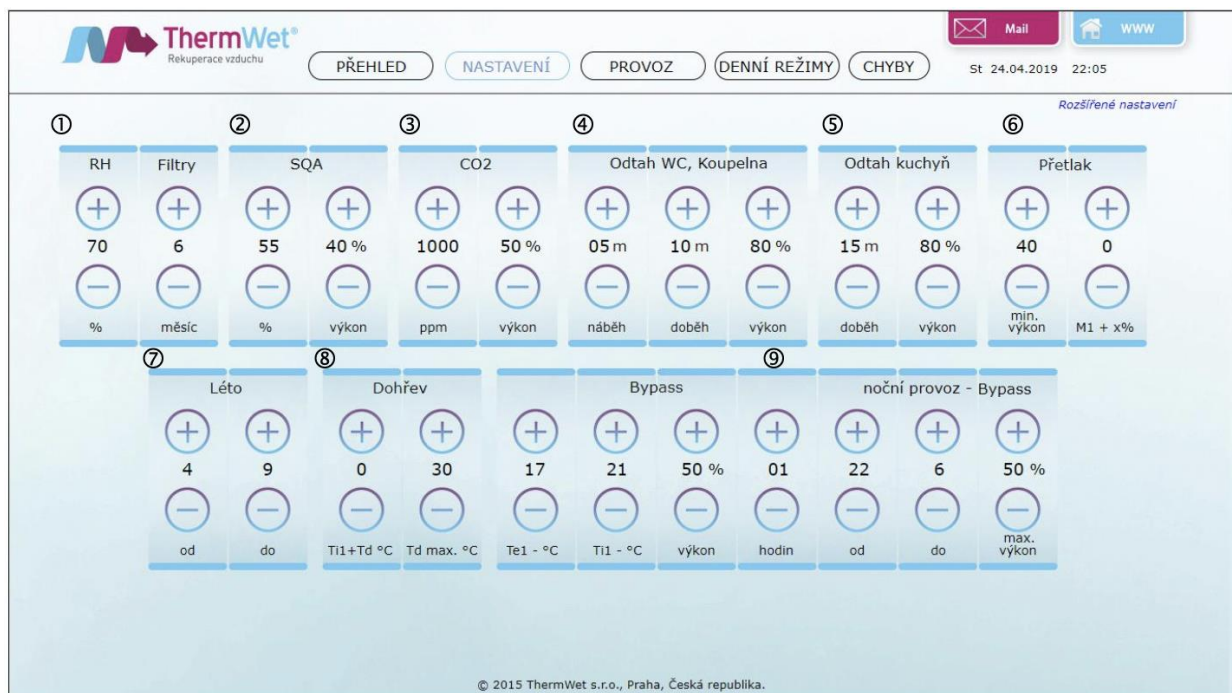 ThermWet®
Rekuperace vzduchu
Mail
WWW
PŘEHLED NASTAVENÍ PROVOZ DENNÍ REŽIMY CHYBY
St 24.04.2019 22:05
Rozšířené nastavení
① ② ③ ④ ⑤ ⑥
RH Filtry SQA CO2 Odtah WC, Koupelna Odtah kuchyň Přetlak
+ + + + + + + + + + + + +
70 6 55 40 % 1000 50 % 05 m 10 m 80 % 15 m 80 % 40 0
− − − − − − − − − − − − −
% měsíc % výkon ppm výkon náběh doběh výkon doběh výkon min. výkon M1 + x%
⑦ ⑧ ⑨
Léto Dohřev Bypass noční provoz - Bypass
+ + + + + + + + + + +
4 9 0 30 17 21 50 % 01 22 6 50 %
− − − − − − − − − − −
od do Ti1+Td °C Td max. °C Te1 - °C Ti1 - °C výkon hodin od do max. výkon
© 2015 ThermWet s.r.o., Praha, Česká republika.